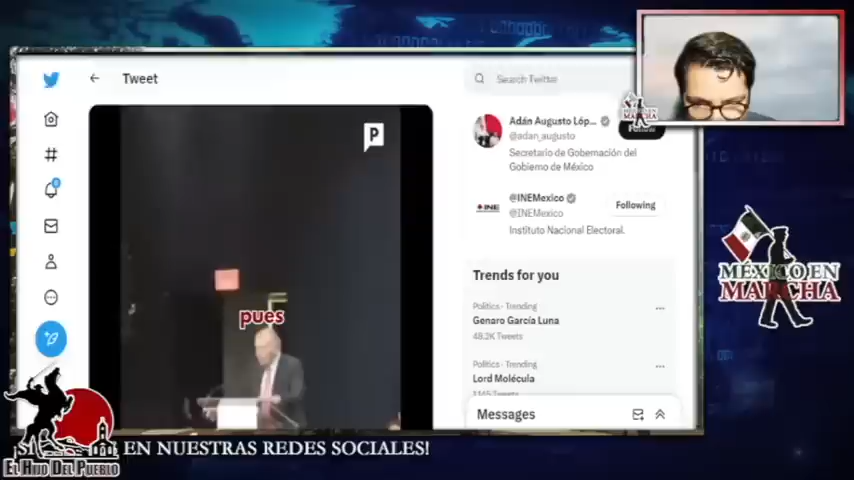 Tweet
Search Twitter
P
Adán Augusto Lóp...
@adan_augusto
Follow
Secretario de Gobernación del
Gobierno de México
INE
@INEMexico
@INEMexico
Following
Instituto Nacional Electoral.
Trends for you
Politics · Trending
Genaro García Luna
48.2K Tweets
Politics · Trending
Lord Molécula
Messages
pues
MÉXICO EN
MARCHA
EN NUESTRAS REDES SOCIALES!
EL HIJO DEL PUEBLO